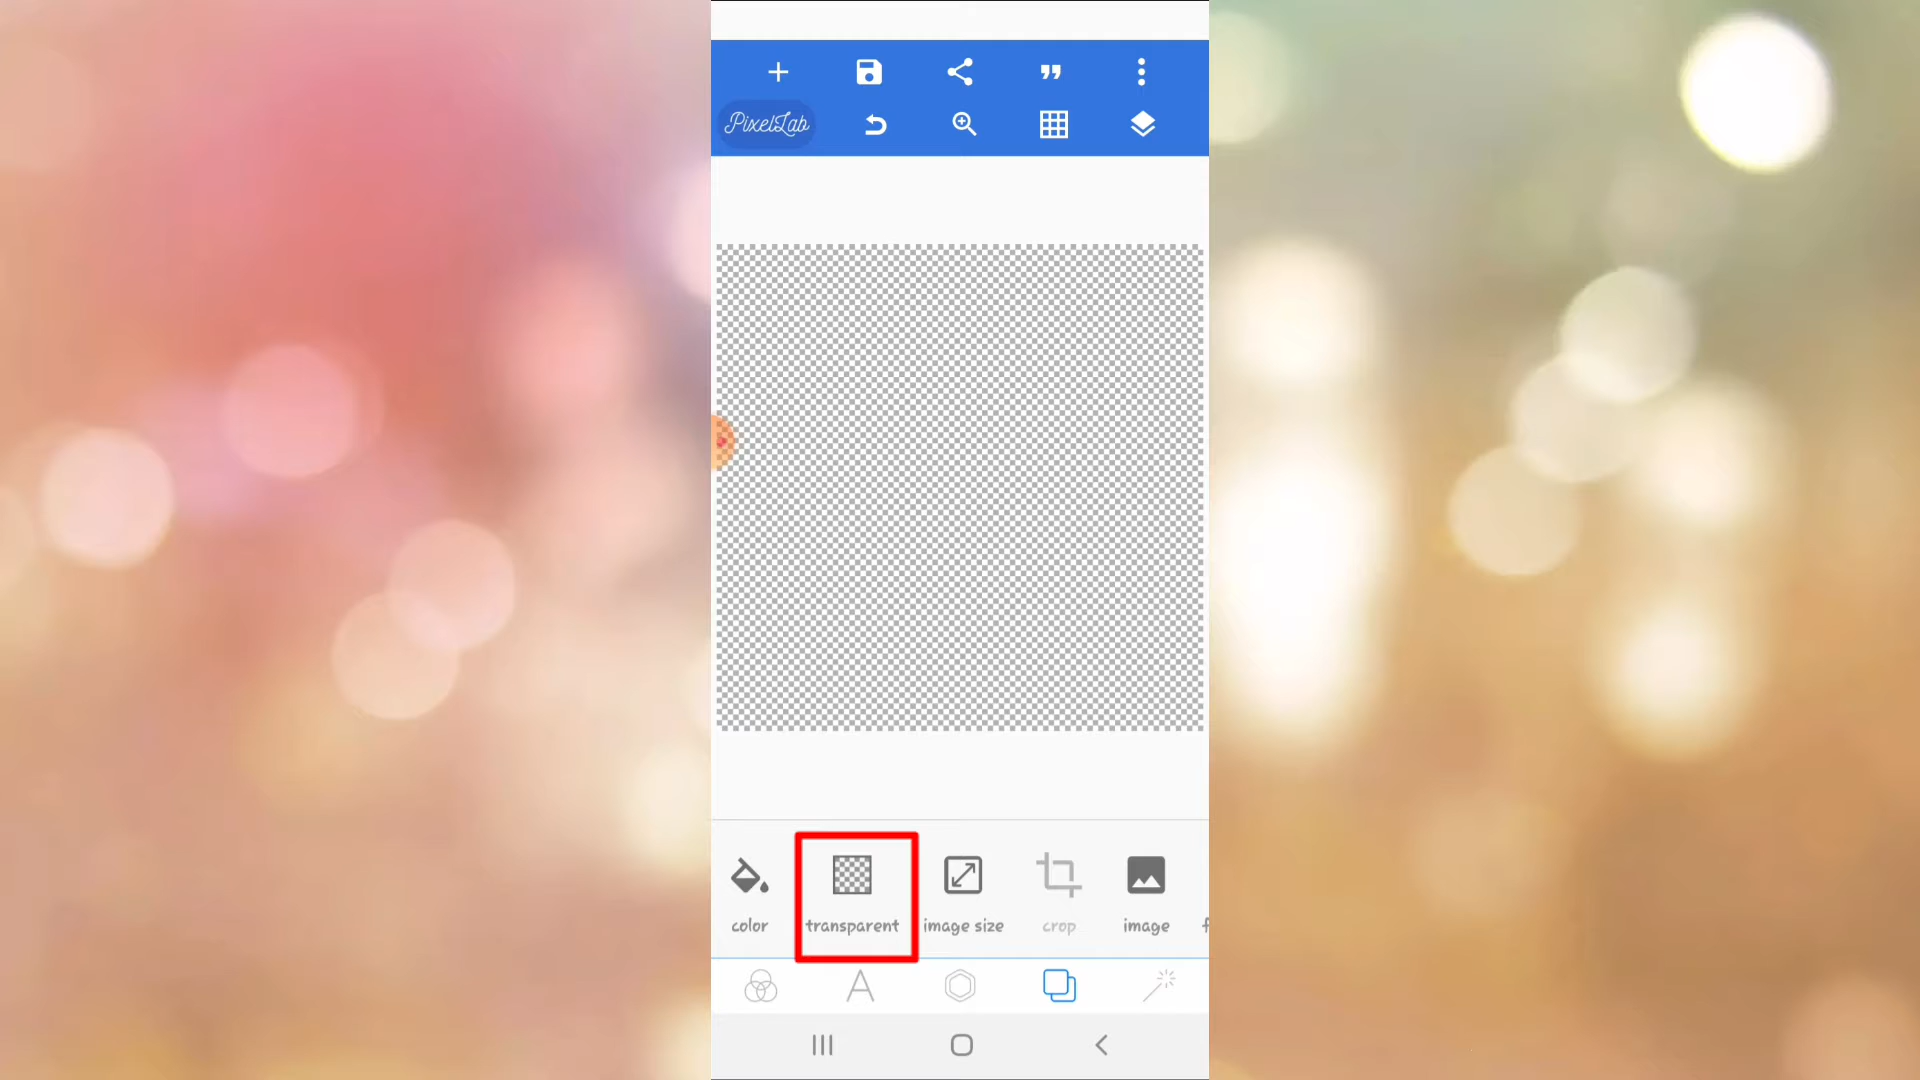 PixelLab
color
transparent
image size
crop
image